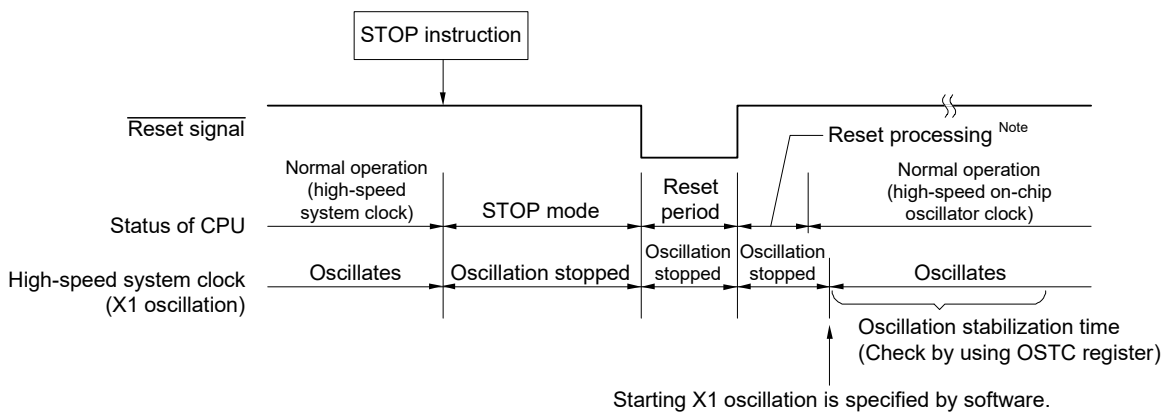 STOP instruction
Reset signal
Reset processing Note
Normal operation
(high-speed
system clock)
Reset
period
Normal operation
(high-speed on-chip
oscillator clock)
Status of CPU
STOP mode
High-speed system clock
(X1 oscillation)
Oscillates
Oscillation stopped
Oscillation
stopped
Oscillation
stopped
Oscillates
Oscillation stabilization time
(Check by using OSTC register)
Starting X1 oscillation is specified by software.